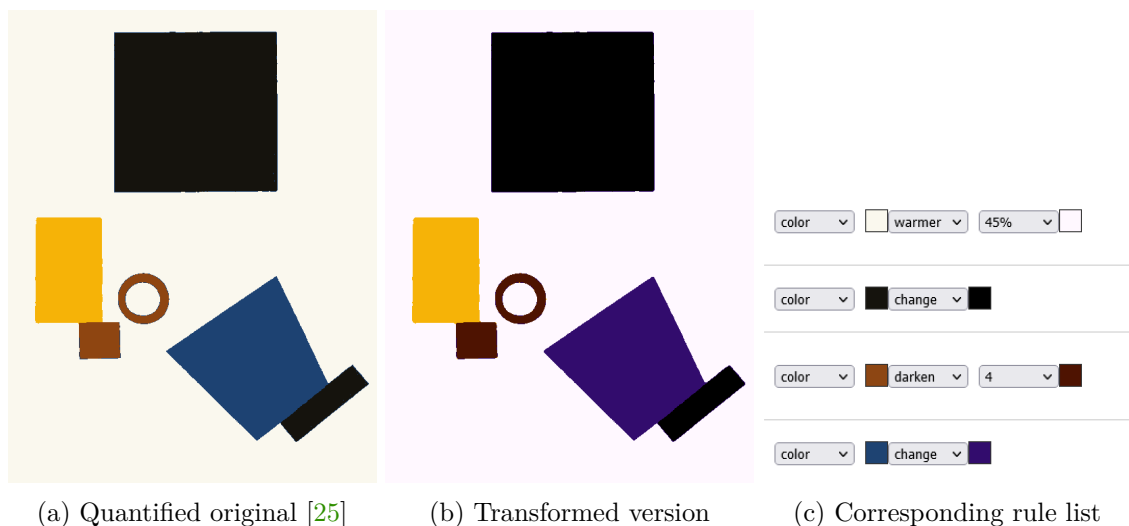 color warmer 45%
color change
color darken 4
color change
(a) Quantified original [25] (b) Transformed version (c) Corresponding rule list